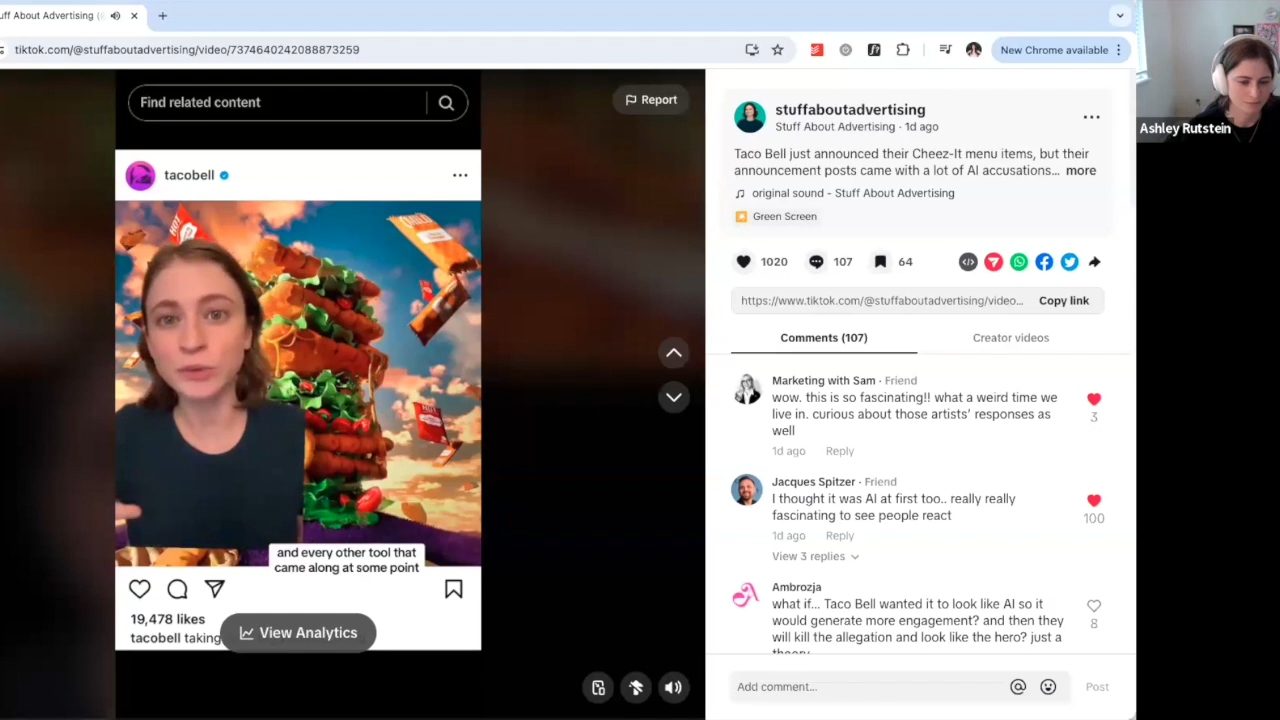 uff About Advertising (
tiktok.com/@stuffaboutadvertising/video/7374640242088873259
New Chrome available
Ashley Rutstein
Find related content
Report
tacobell
HOT
and every other tool that
came along at some point
19,478 likes
tacobell taking
View Analytics
stuffaboutadvertising
Stuff About Advertising · 1d ago
Taco Bell just announced their Cheez-It menu items, but their
announcement posts came with a lot of AI accusations... more
original sound - Stuff About Advertising
Green Screen
1020
107
64
https://www.tiktok.com/@stuffaboutadvertising/video...
Copy link
Comments (107)
Creator videos
Marketing with Sam · Friend
wow. this is so fascinating!! what a weird time we
live in. curious about those artists' responses as
well
3
1d ago
Reply
Jacques Spitzer · Friend
I thought it was AI at first too.. really really
fascinating to see people react
100
1d ago
Reply
View 3 replies
Ambrozja
what if... Taco Bell wanted it to look like AI so it
would generate more engagement? and then they
will kill the allegation and look like the hero? just a
theory
8
Add comment...
Post